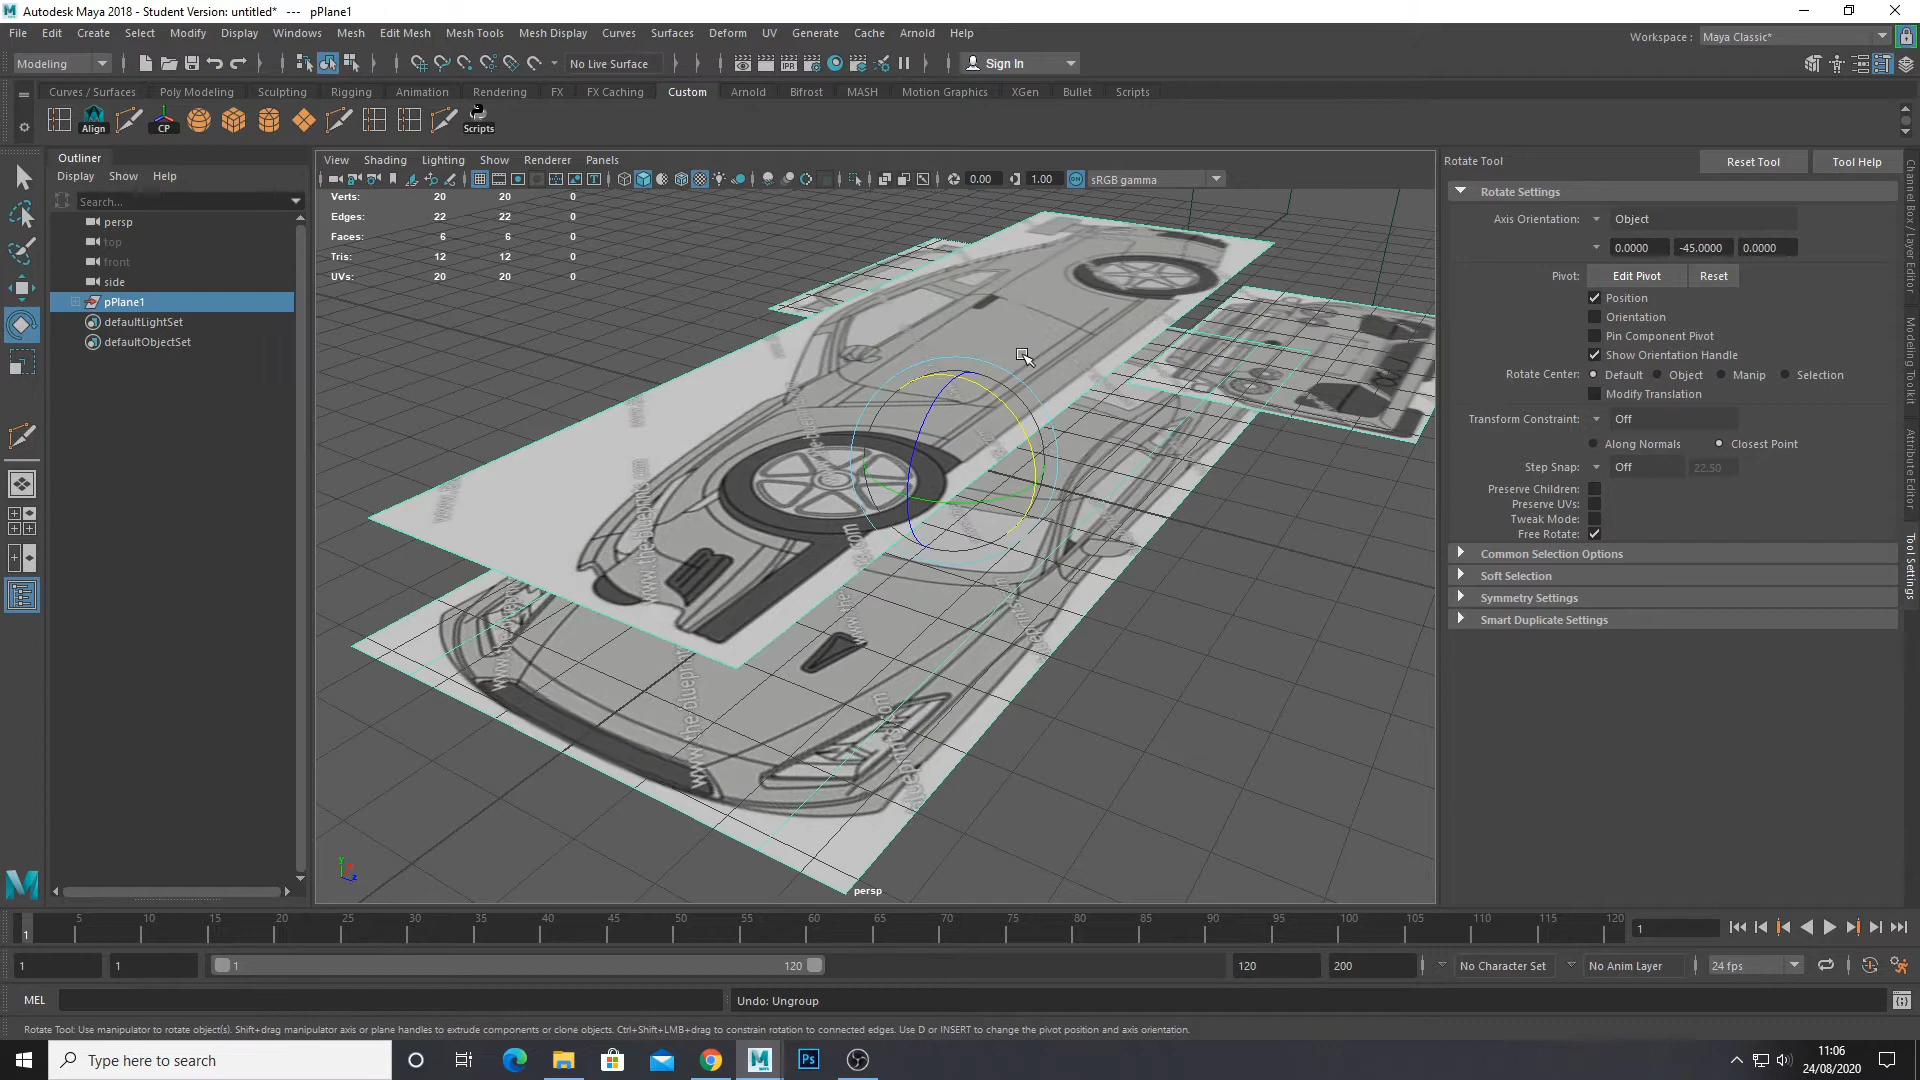 Autodesk Maya 2018 - Student Version: untitled* --- pPlane1
File Edit Create Select Modify Display Windows Mesh Edit Mesh Mesh Tools Mesh Display Curves Surfaces Deform UV Generate Cache Arnold Help
Workspace : Maya Classic*
Modeling No Live Surface Sign In
Curves / Surfaces Poly Modeling Sculpting Rigging Animation Rendering FX FX Caching Custom Arnold Bifrost MASH Motion Graphics XGen Bullet Scripts
IPR
Align CP Scripts
Outliner
Display Show Help
Search...
persp
top
front
side
pPlane1
defaultLightSet
defaultObjectSet
View Shading Lighting Show Renderer Panels
0.00 1.00 sRGB gamma
Verts: 20 20 0
Edges: 22 22 0
Faces: 6 6 0
Tris: 12 12 0
UVs: 20 20 0
persp
Rotate Tool Reset Tool Tool Help
Rotate Settings
Axis Orientation: Object
0.0000 -45.0000 0.0000
Pivot: Edit Pivot Reset
Position
Orientation
Pin Component Pivot
Show Orientation Handle
Rotate Center: Default Object Manip Selection
Modify Translation
Transform Constraint: Off
Along Normals Closest Point
Step Snap: Off 22.50
Preserve Children:
Preserve UVs:
Tweak Mode:
Free Rotate:
Common Selection Options
Soft Selection
Symmetry Settings
Smart Duplicate Settings
Channel Box / Layer Editor
Modeling Toolkit
Attribute Editor
Tool Settings
5 10 15 20 25 30 35 40 45 50 55 60 65 70 75 80 85 90 95 100 105 110 115 120
1 1
1 1 1 120 120 200 No Character Set No Anim Layer 24 fps
MEL Undo: Ungroup
Rotate Tool: Use manipulator to rotate object(s). Shift+drag manipulator axis or plane handles to extrude components or clone objects. Ctrl+Shift+LMB+drag to constrain rotation to connected edges. Use D or INSERT to change the pivot position and axis orientation.
Type here to search
Ps
11:06
24/08/2020